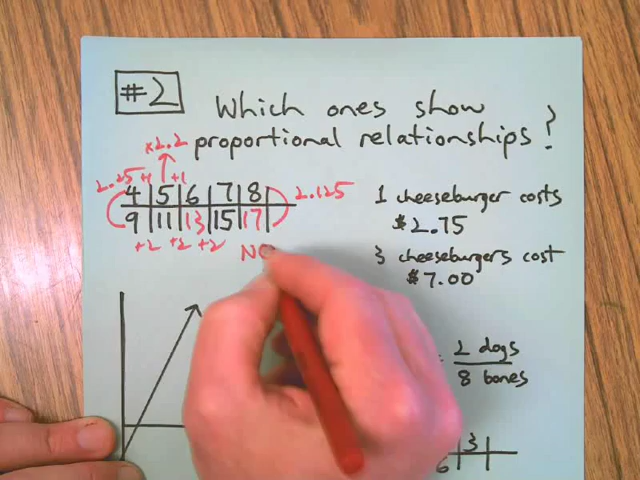 #2
Which ones show
proportional relationships?
x2.2
2.25 +1 +1
4 5 6 7 8
2.125
9 11 13 15 17
+2 +2 +2
NO
1 cheeseburger costs
$2.75
3 cheeseburgers cost
$7.00
= 2 dogs
8 bones
3
6